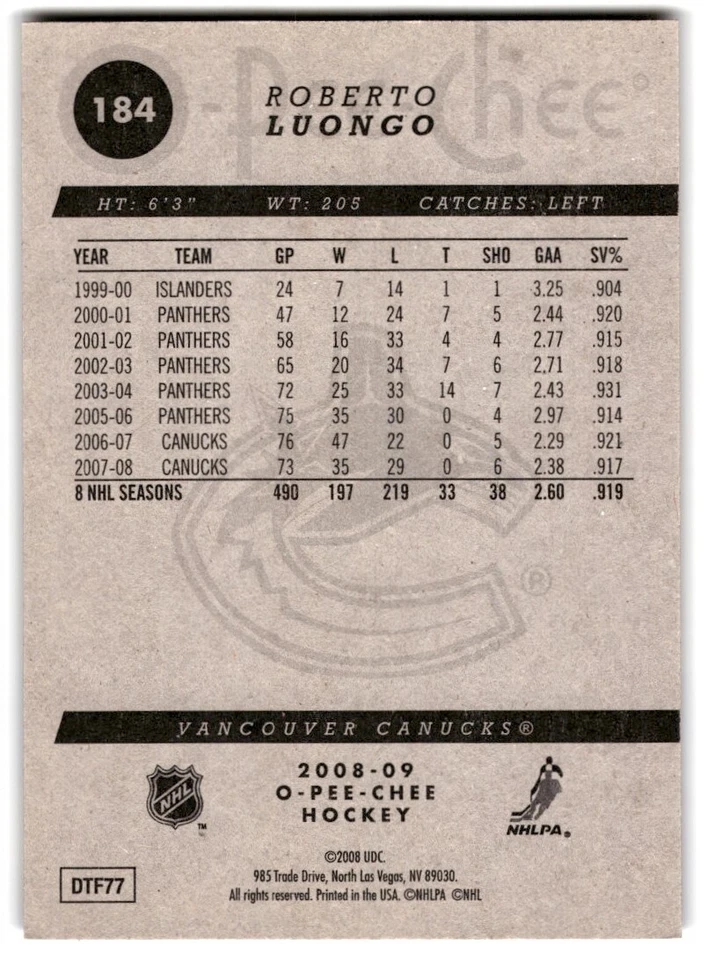 O-Pee-Chee®
184
ROBERTO
LUONGO
HT: 6'3" WT: 205 CATCHES: LEFT
YEAR TEAM GP W L T SHO GAA SV%
1999-00 ISLANDERS 24 7 14 1 1 3.25 .904
2000-01 PANTHERS 47 12 24 7 5 2.44 .920
2001-02 PANTHERS 58 16 33 4 4 2.77 .915
2002-03 PANTHERS 65 20 34 7 6 2.71 .918
2003-04 PANTHERS 72 25 33 14 7 2.43 .931
2005-06 PANTHERS 75 35 30 0 4 2.97 .914
2006-07 CANUCKS 76 47 22 0 5 2.29 .921
2007-08 CANUCKS 73 35 29 0 6 2.38 .917
8 NHL SEASONS 490 197 219 33 38 2.60 .919
®
VANCOUVER CANUCKS®
NHL
™
2008-09
O-PEE-CHEE
HOCKEY
NHLPA®
©2008 UDC.
985 Trade Drive, North Las Vegas, NV 89030.
All rights reserved. Printed in the USA. ©NHLPA ©NHL
DTF77